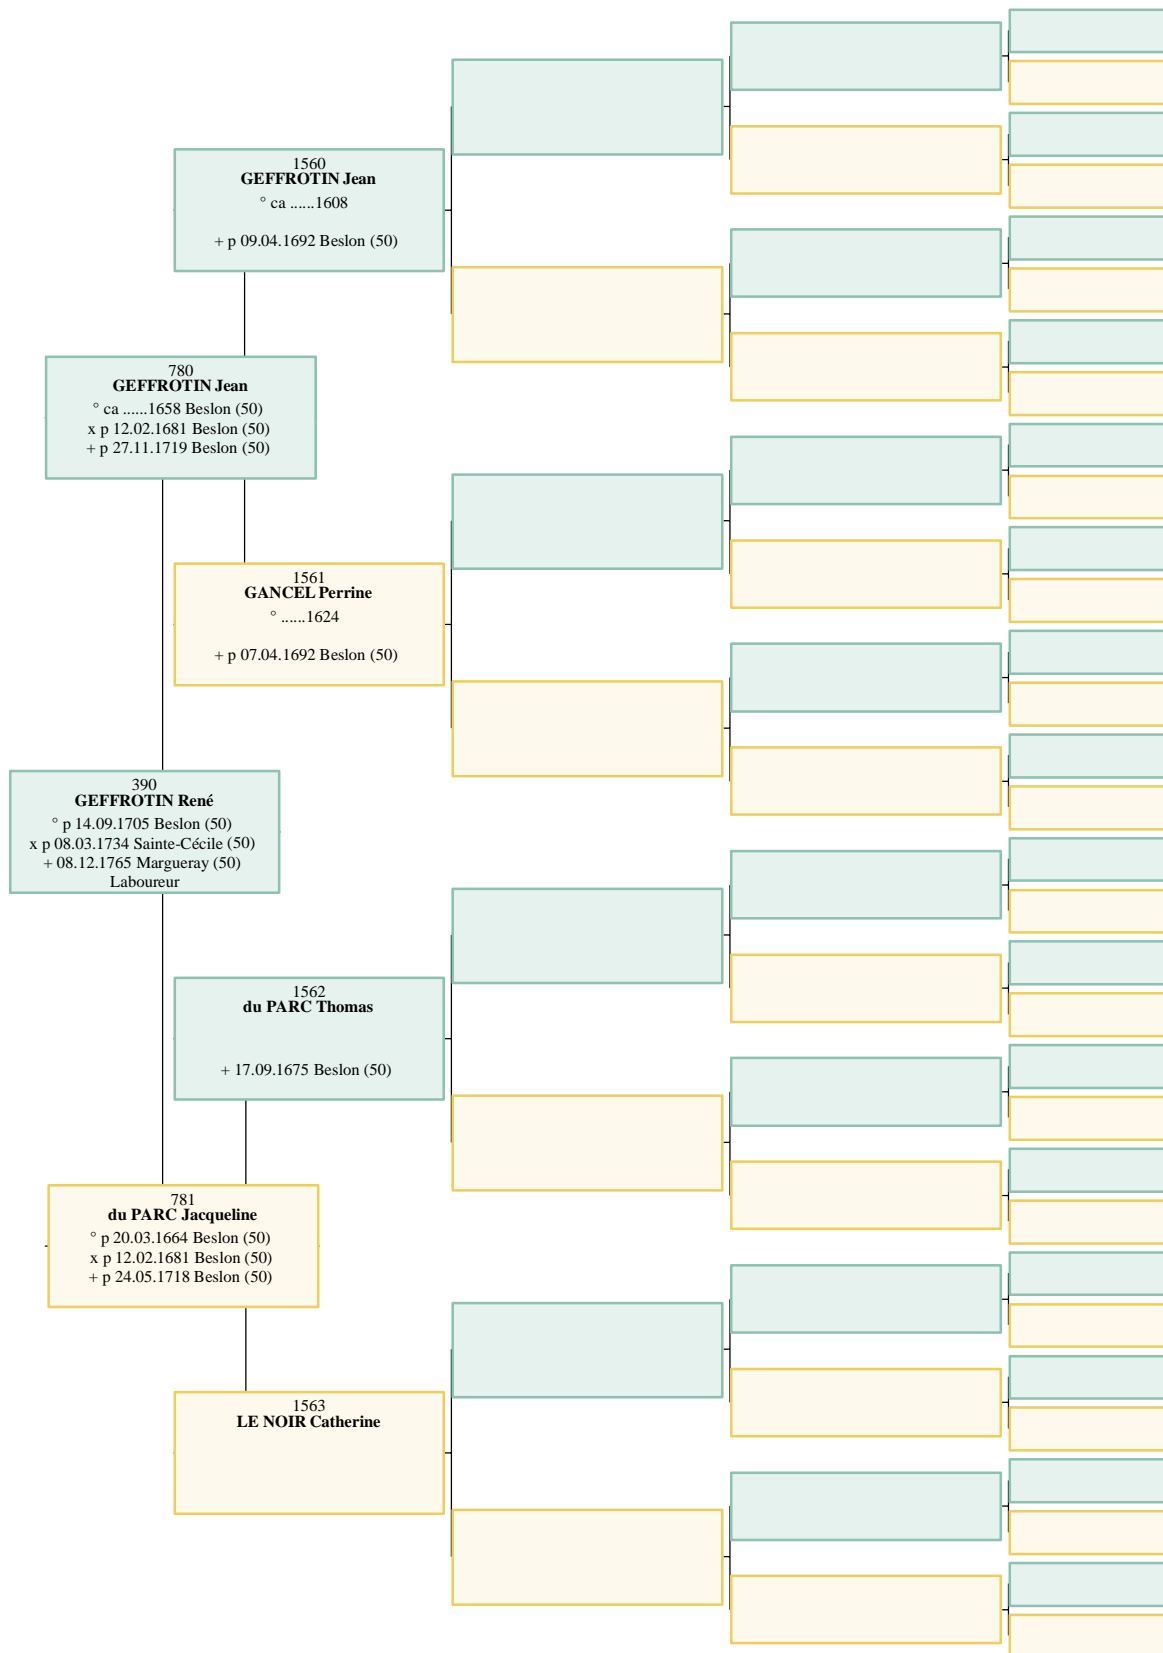 1560
GEFFROTIN Jean
° ca ......1608
+ p 09.04.1692 Beslon (50)
780
GEFFROTIN Jean
° ca ......1658 Beslon (50)
x p 12.02.1681 Beslon (50)
+ p 27.11.1719 Beslon (50)
1561
GANCEL Perrine
° ......1624
+ p 07.04.1692 Beslon (50)
390
GEFFROTIN René
° p 14.09.1705 Beslon (50)
x p 08.03.1734 Sainte-Cécile (50)
+ 08.12.1765 Margueray (50)
Laboureur
1562
du PARC Thomas
+ 17.09.1675 Beslon (50)
781
du PARC Jacqueline
° p 20.03.1664 Beslon (50)
x p 12.02.1681 Beslon (50)
+ p 24.05.1718 Beslon (50)
1563
LE NOIR Catherine